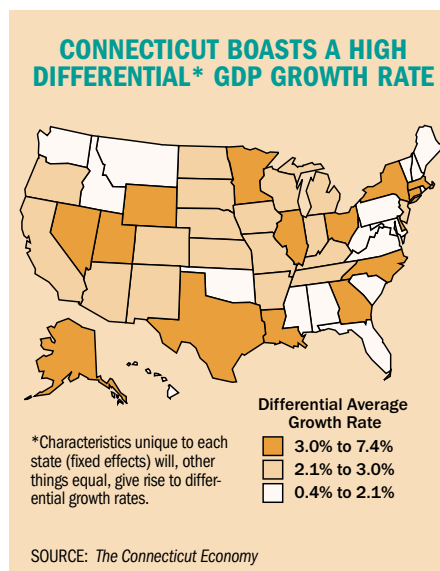 CONNECTICUT BOASTS A HIGH
DIFFERENTIAL* GDP GROWTH RATE
Differential Average
Growth Rate
3.0% to 7.4%
2.1% to 3.0%
0.4% to 2.1%
*Characteristics unique to each
state (fixed effects) will, other
things equal, give rise to differ-
ential growth rates.
SOURCE: The Connecticut Economy